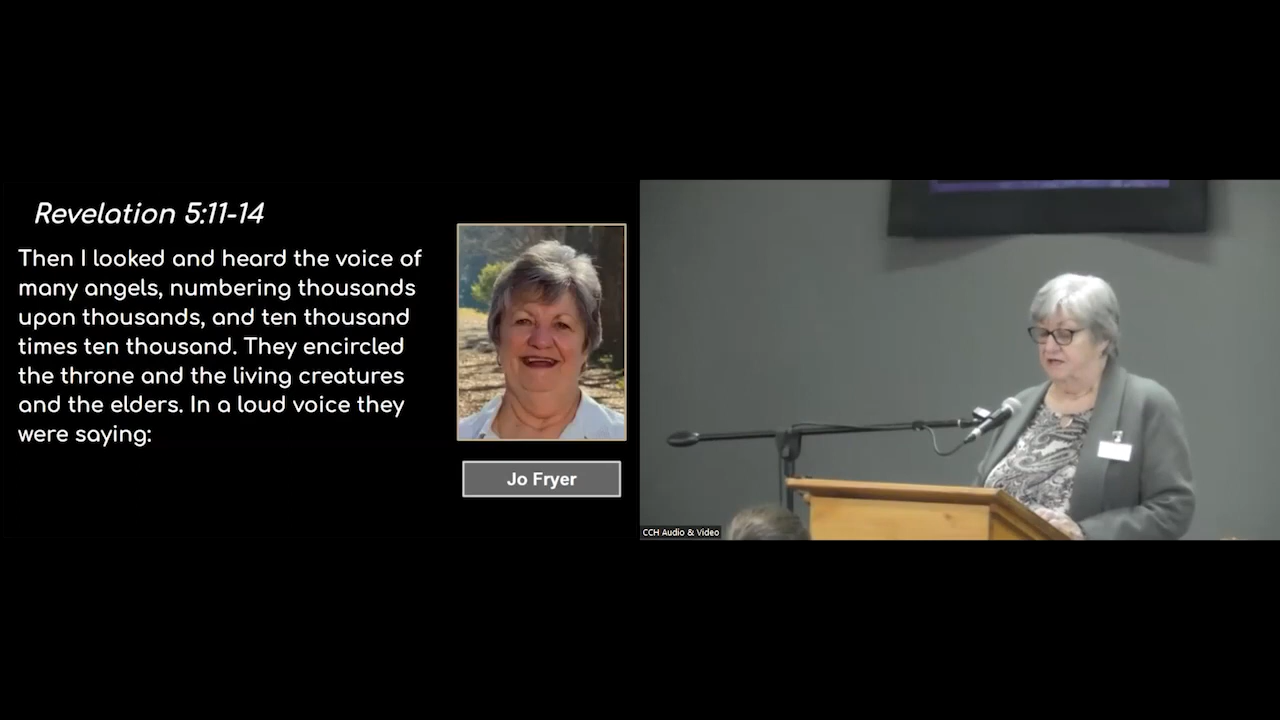 Revelation 5:11-14
Then I looked and heard the voice of
many angels, numbering thousands
upon thousands, and ten thousand
times ten thousand. They encircled
the throne and the living creatures
and the elders. In a loud voice they
were saying:
Jo Fryer
CCH Audio & Video